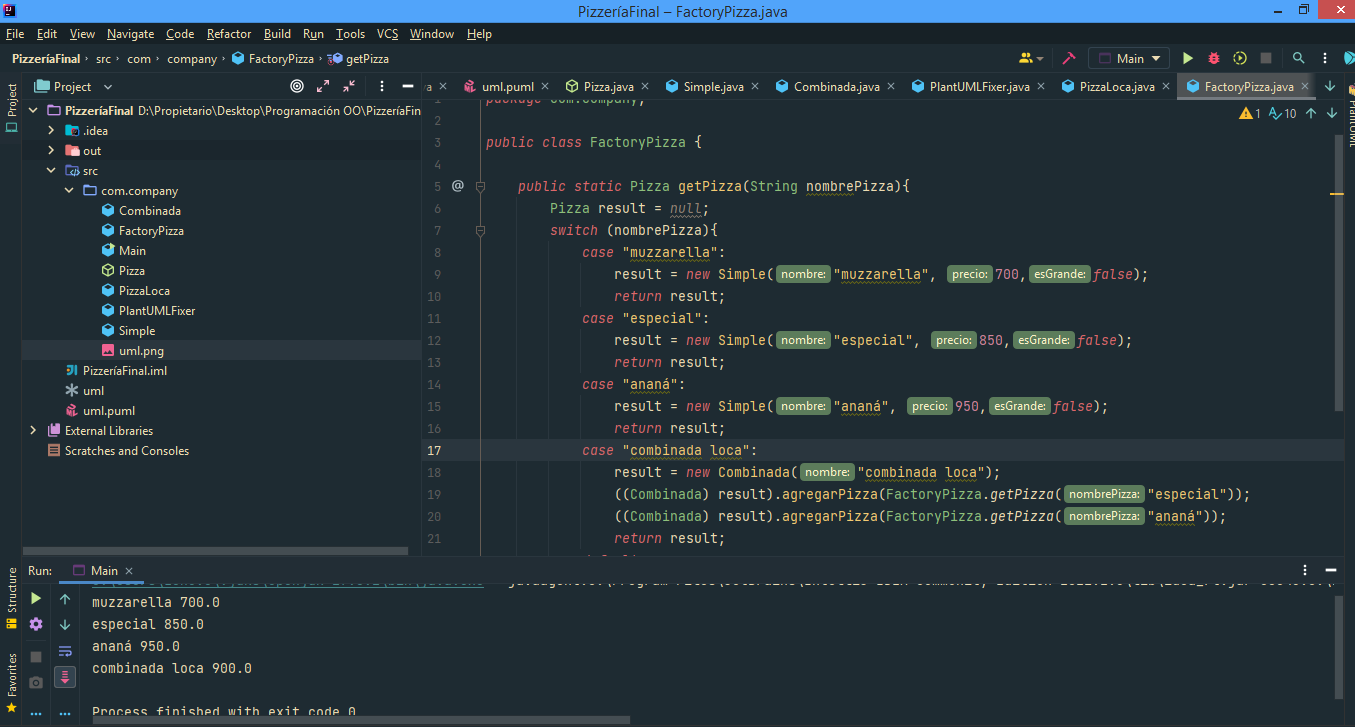 PizzeríaFinal – FactoryPizza.java
File Edit View Navigate Code Refactor Build Run Tools VCS Window Help
PizzeríaFinal src com company FactoryPizza getPizza Main
Project
va uml.puml Pizza.java Simple.java Combinada.java PlantUMLFixer.java PizzaLoca.java FactoryPizza.java
Project
PizzeríaFinal D:\Propietario\Desktop\Programación OO\PizzeríaFin
.idea
out
src
com.company
Combinada
FactoryPizza
Main
Pizza
PizzaLoca
PlantUMLFixer
Simple
uml.png
PizzeríaFinal.iml
uml
uml.puml
External Libraries
Scratches and Consoles
1 10
PlantUML
1 package com.company;
2
3 public class FactoryPizza {
4
5 @ public static Pizza getPizza(String nombrePizza){
6 Pizza result = null;
7 switch (nombrePizza){
8 case "muzzarella":
9 result = new Simple( nombre: "muzzarella", precio: 700, esGrande: false);
10 return result;
11 case "especial":
12 result = new Simple( nombre: "especial", precio: 850, esGrande: false);
13 return result;
14 case "ananá":
15 result = new Simple( nombre: "ananá", precio: 950, esGrande: false);
16 return result;
17 case "combinada loca":
18 result = new Combinada( nombre: "combinada loca");
19 ((Combinada) result).agregarPizza(FactoryPizza.getPizza( nombrePizza: "especial"));
20 ((Combinada) result).agregarPizza(FactoryPizza.getPizza( nombrePizza: "ananá"));
21 return result;
Run: Main
Structure
Favorites
muzzarella 700.0
especial 850.0
ananá 950.0
combinada loca 900.0
Process finished with exit code 0